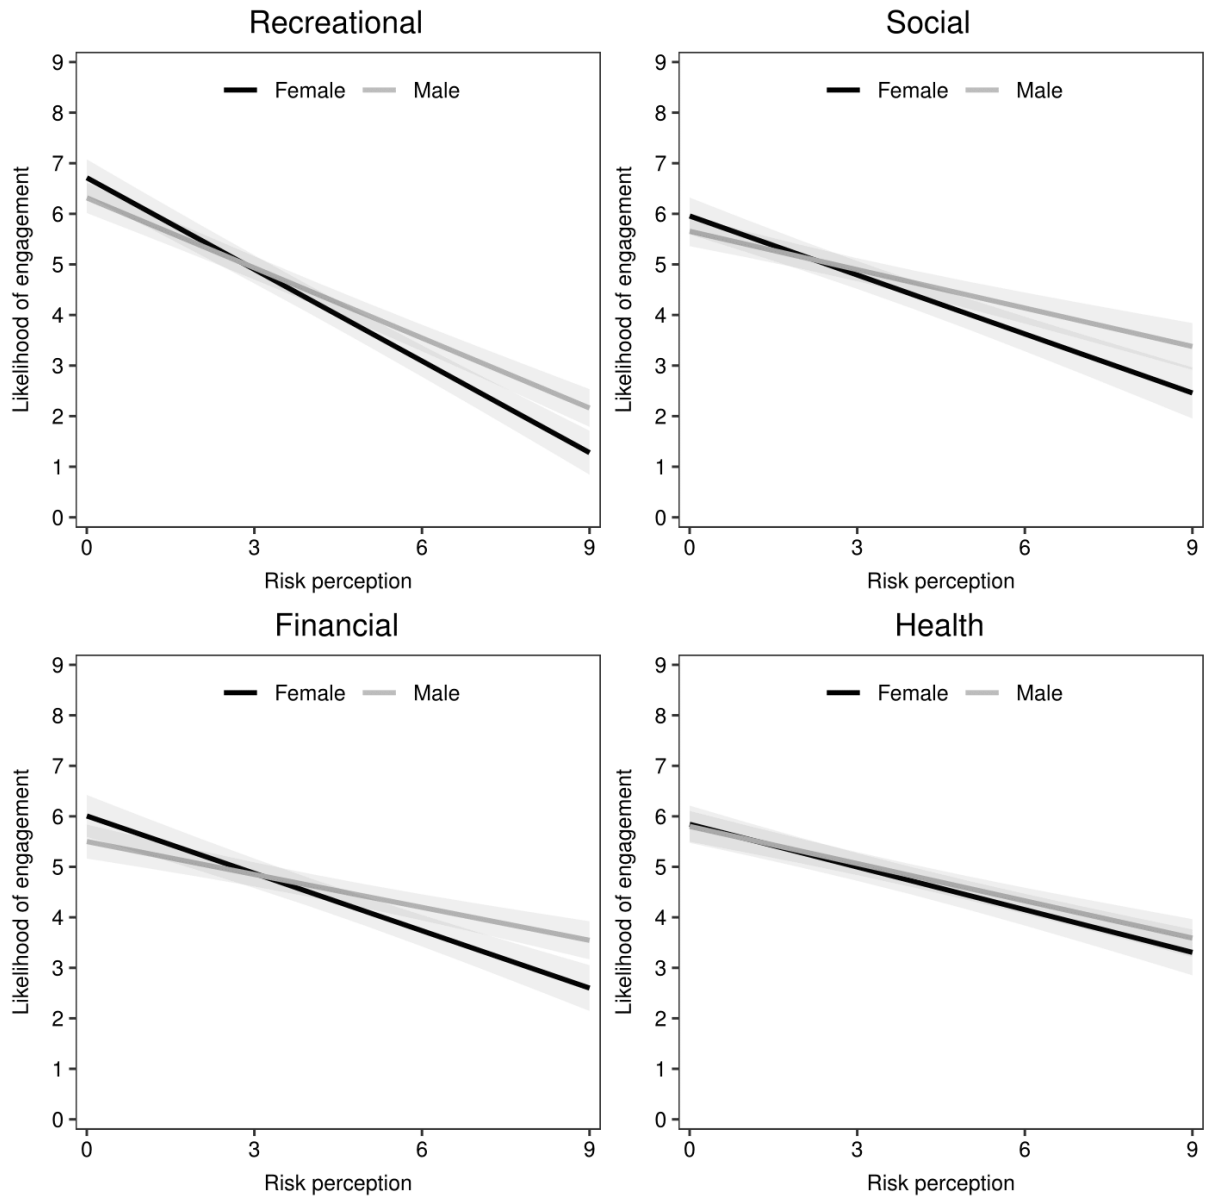 Recreational
Female Male
9
8
7
6
5
4
3
2
1
0
Likelihood of engagement
0 3 6 9
Risk perception
Social
Female Male
9
8
7
6
5
4
3
2
1
0
Likelihood of engagement
0 3 6 9
Risk perception
Financial
Female Male
9
8
7
6
5
4
3
2
1
0
Likelihood of engagement
0 3 6 9
Risk perception
Health
Female Male
9
8
7
6
5
4
3
2
1
0
Likelihood of engagement
0 3 6 9
Risk perception